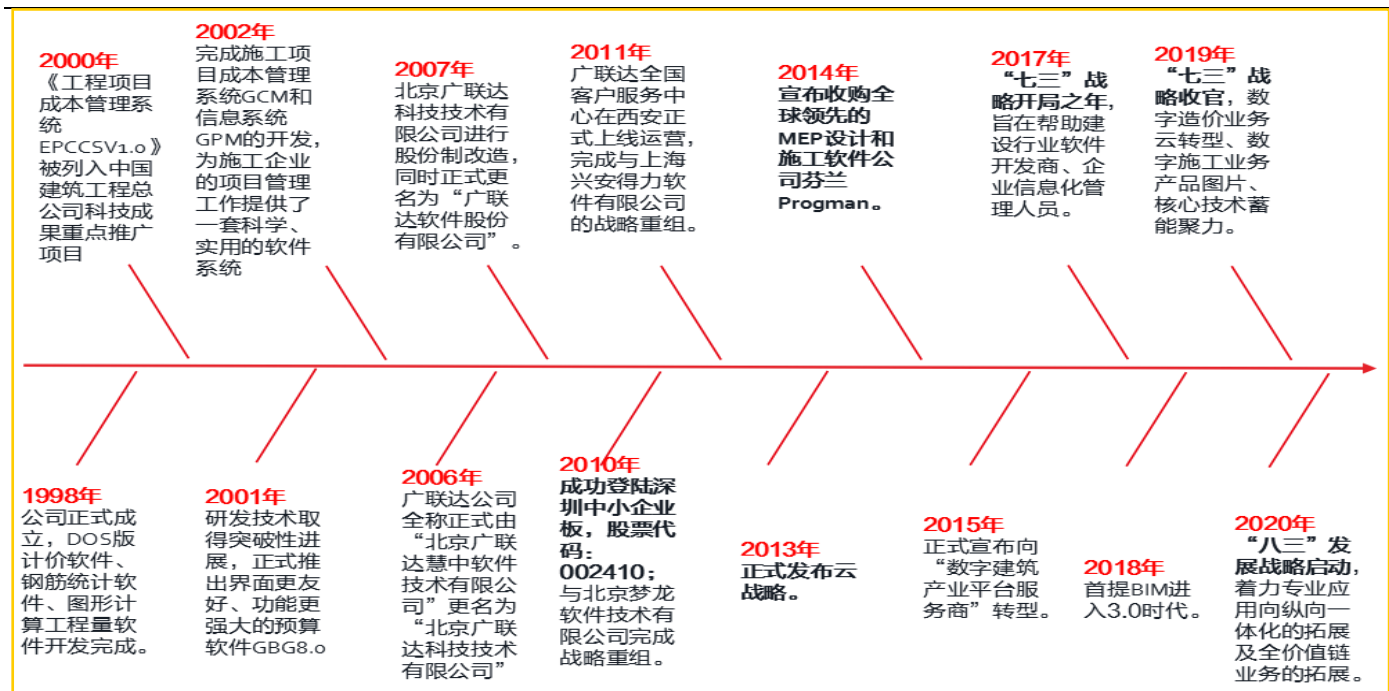 2000年
《工程项目
成本管理系
统
EPCCSV1.0》
被列入中国
建筑工程总
公司科技成
果重点推广
项目
2002年
完成施工项
目成本管理
系统GCM和
信息系统
GPM的开发，
为施工企业
的项目管理
工作提供了
一套科学、
实用的软件
系统
2007年
北京广联达
科技技术有
限公司进行
股份制改造，
同时正式更
名为“广联
达软件股份
有限公司”。
2011年
广联达全国
客户服务中
心在西安正
式上线运营，
完成与上海
兴安得力软
件有限公司
的战略重组。
2014年
宣布收购全
球领先的
MEP设计和
施工软件公
司芬兰
Progman。
2017年
“七三”战
略开局之年，
旨在帮助建
设行业软件
开发商、企
业信息化管
理人员。
2019年
“七三”战
略收官，数
字造价业务
云转型、数
字施工业务
产品图片、
核心技术蓄
能聚力。
1998年
公司正式成
立，DOS版
计价软件、
钢筋统计软
件、图形计
算工程量软
件开发完成。
2001年
研发技术取
得突破性进
展，正式推
出界面更友
好、功能更
强大的预算
软件GBG8.0
2006年
广联达公司
全称正式由
“北京广联
达慧中软件
技术有限公
司”更名为
“北京广联
达科技技术
有限公司”
2010年
成功登陆深
圳中小企业
板，股票代
码：
002410；
与北京梦龙
软件技术有
限公司完成
战略重组。
2013年
正式发布云
战略。
2015年
正式宣布向
“数字建筑
产业平台服
务商”转型。
2018年
首提BIM进
入3.0时代。
2020年
“八三”发
展战略启动，
着力专业应
用向纵向一
体化的拓展
及全价值链
业务的拓展。